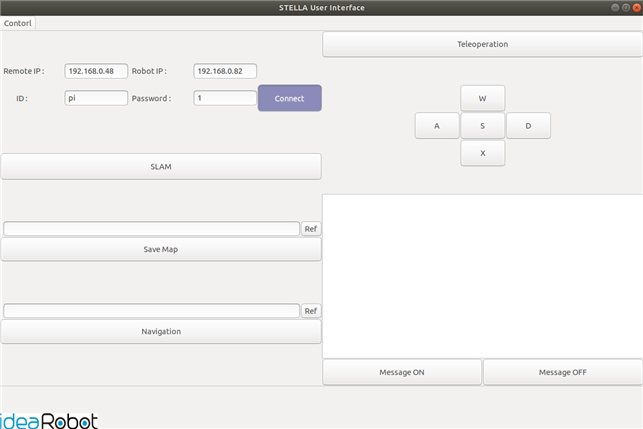 STELLA User Interface
Contorl
Teleoperation
Remote IP : 192.168.0.48 Robot IP : 192.168.0.82
ID : pi Password : 1 Connect
W
A S D
X
SLAM
Ref
Save Map
Ref
Navigation
Message ON Message OFF
ideaRobot